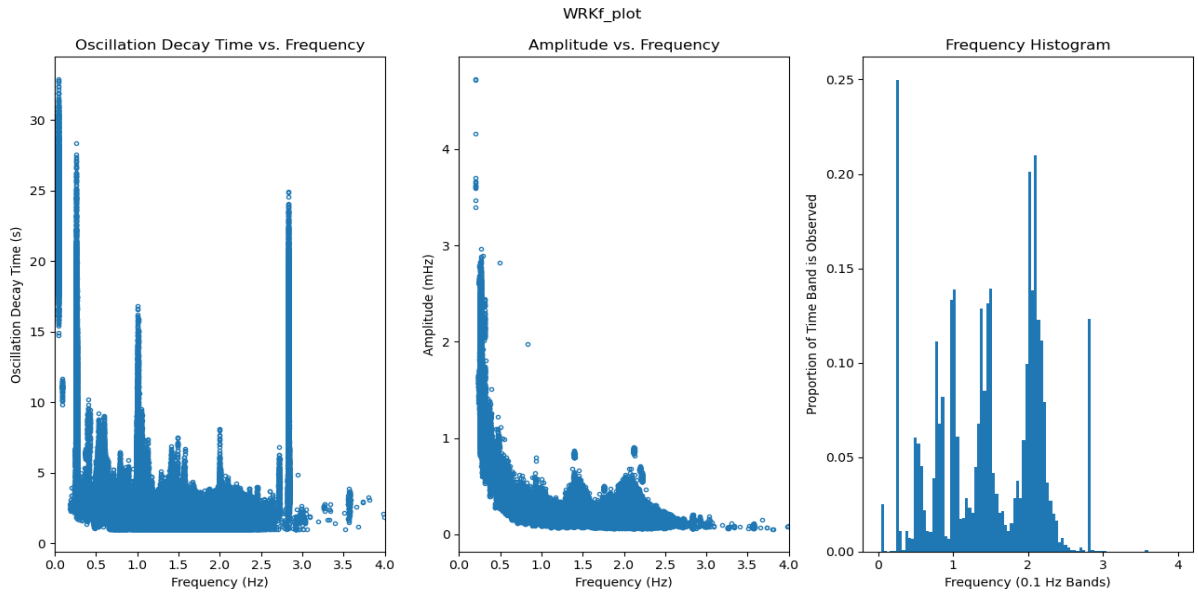 WRKf_plot
Oscillation Decay Time vs. Frequency
Oscillation Decay Time (s)
30
25
20
15
10
5
0
0.0 0.5 1.0 1.5 2.0 2.5 3.0 3.5 4.0
Frequency (Hz)
Amplitude vs. Frequency
Amplitude (mHz)
4
3
2
1
0
0.0 0.5 1.0 1.5 2.0 2.5 3.0 3.5 4.0
Frequency (Hz)
Frequency Histogram
Proportion of Time Band is Observed
0.25
0.20
0.15
0.10
0.05
0.00
0 1 2 3 4
Frequency (0.1 Hz Bands)